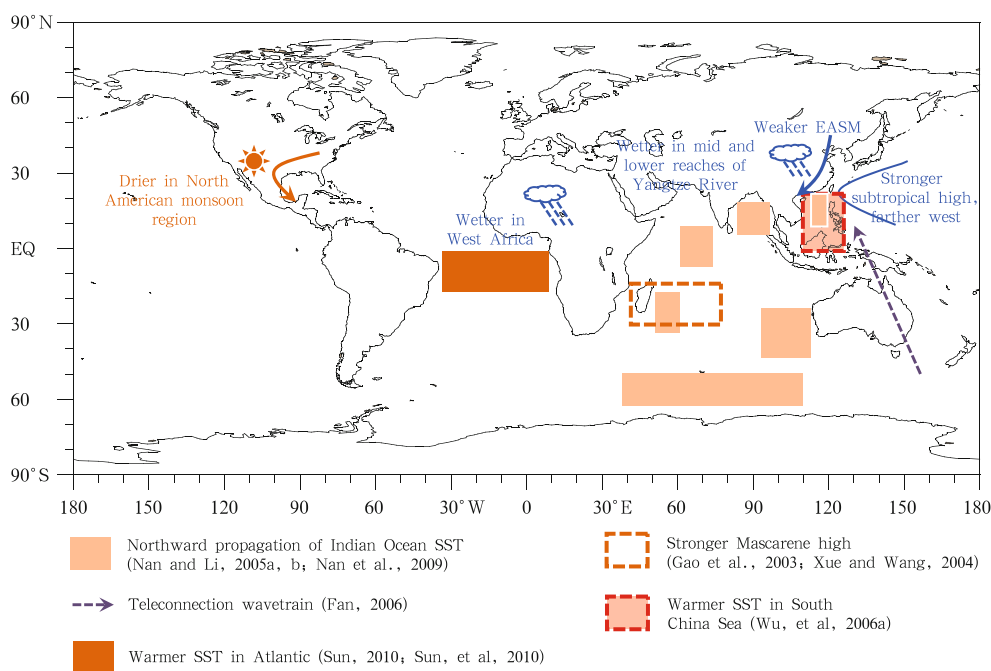 90°N
60
30
EQ
30
60
90°S
180
150
120
90
60
30°W
0
30°E
60
90
120
150
180
Drier in North
American monsoon
region
Wetter in
West Africa
Wetter in mid and
lower reaches of
Yangtze River
Weaker EASM
Stronger
subtropical high,
farther west
Northward propagation of Indian Ocean SST
(Nan and Li, 2005a, b; Nan et al., 2009)
Teleconnection wavetrain (Fan, 2006)
Warmer SST in Atlantic (Sun, 2010; Sun, et al, 2010)
Stronger Mascarene high
(Gao et al., 2003; Xue and Wang, 2004)
Warmer SST in South
China Sea (Wu, et al, 2006a)